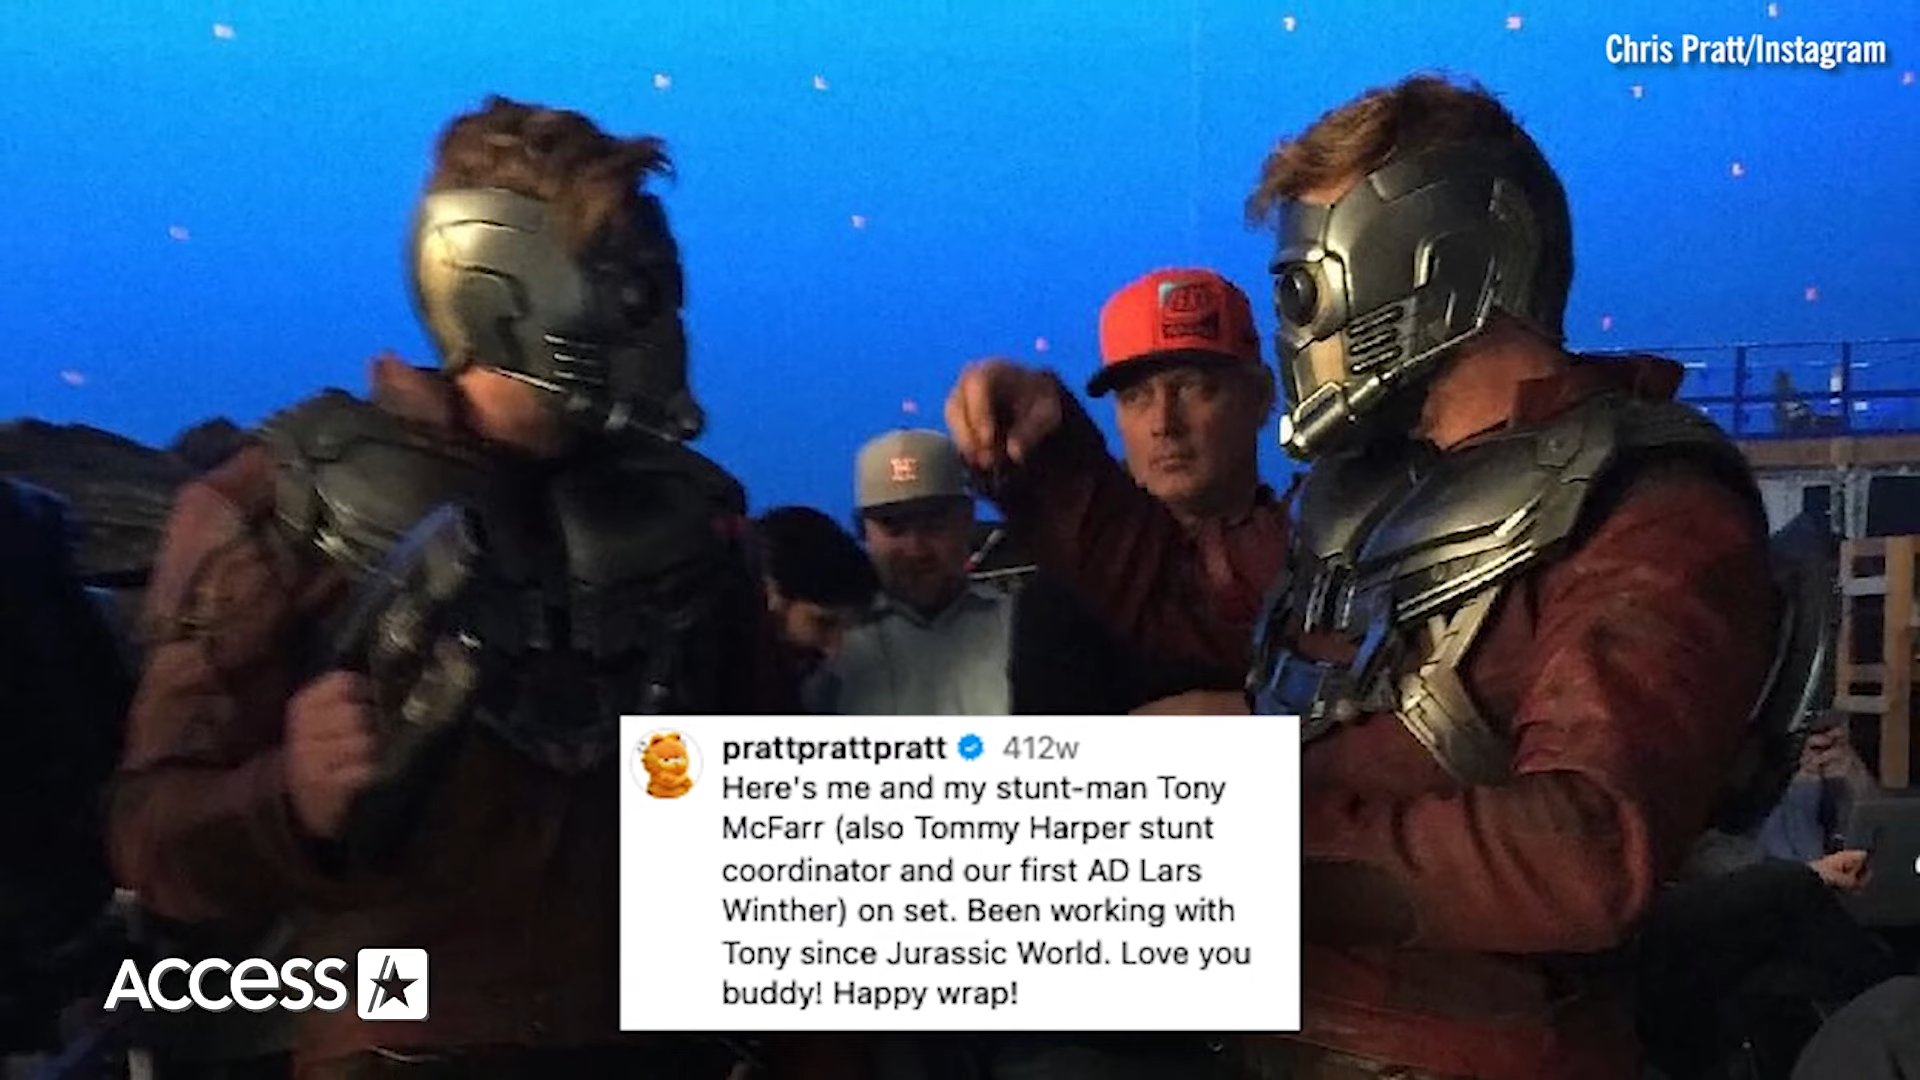 Chris Pratt/Instagram
prattprattpratt 412w
Here's me and my stunt-man Tony
McFarr (also Tommy Harper stunt
coordinator and our first AD Lars
Winther) on set. Been working with
Tony since Jurassic World. Love you
buddy! Happy wrap!
ACCESS